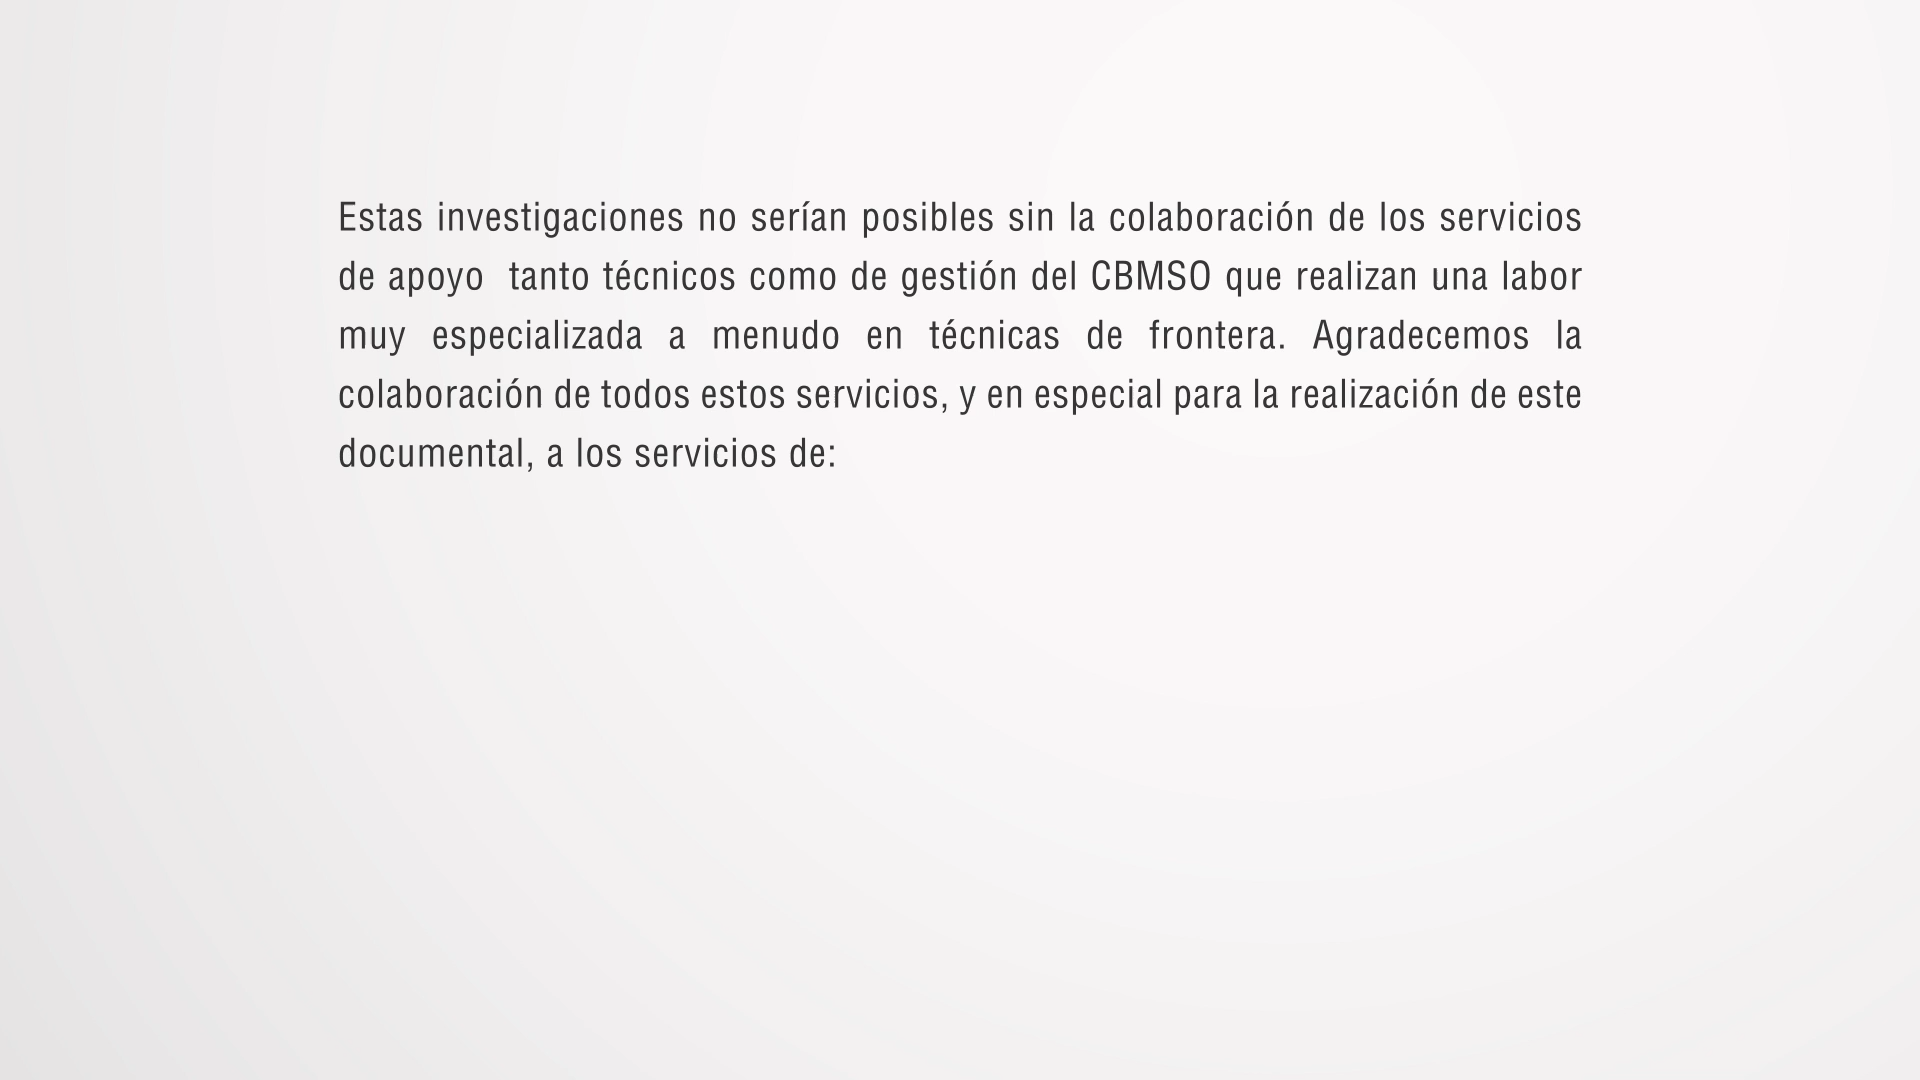 Estas investigaciones no serían posibles sin la colaboración de los servicios
de apoyo  tanto técnicos como de gestión del CBMSO que realizan una labor
muy especializada a menudo en técnicas de frontera. Agradecemos la
colaboración de todos estos servicios, y en especial para la realización de este
documental, a los servicios de: